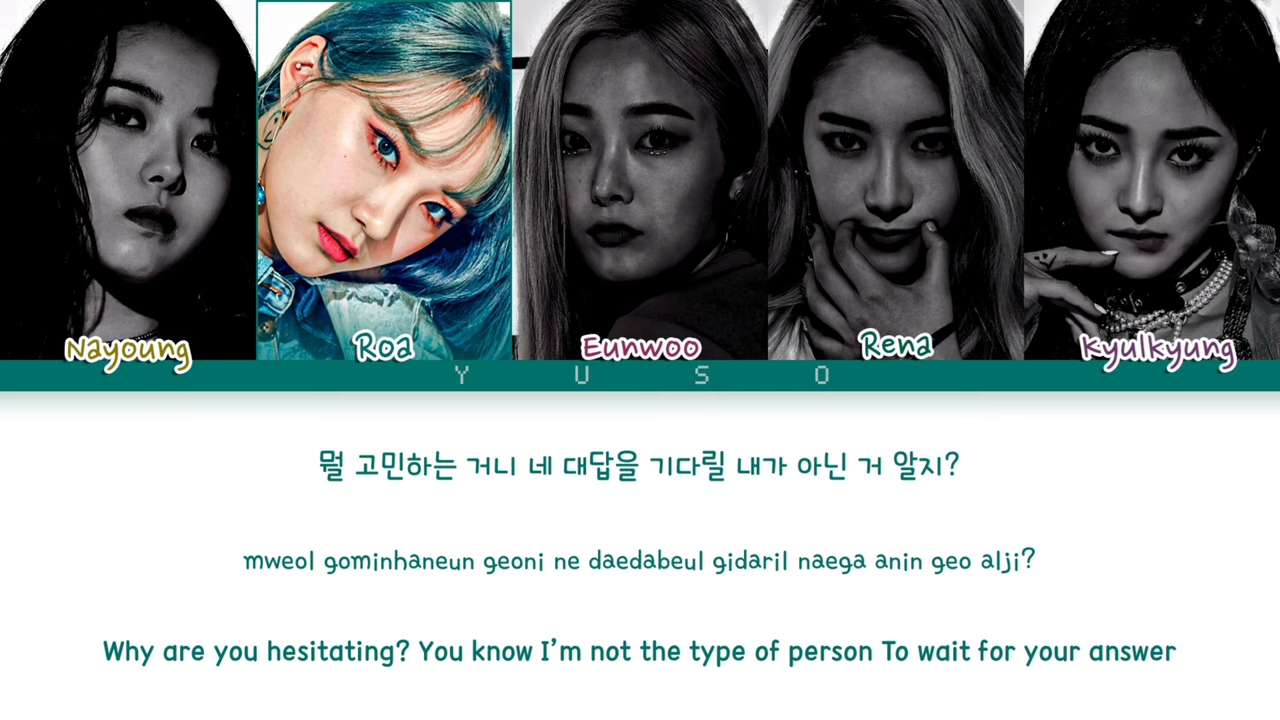 Nayoung Roa Eunwoo Rena Kyulkyung
Y U S O
뭘 고민하는 거니 네 대답을 기다릴 내가 아닌 거 알지?
mweol gominhaneun geoni ne daedabeul gidaril naega anin geo alji?
Why are you hesitating? You know I'm not the type of person To wait for your answer